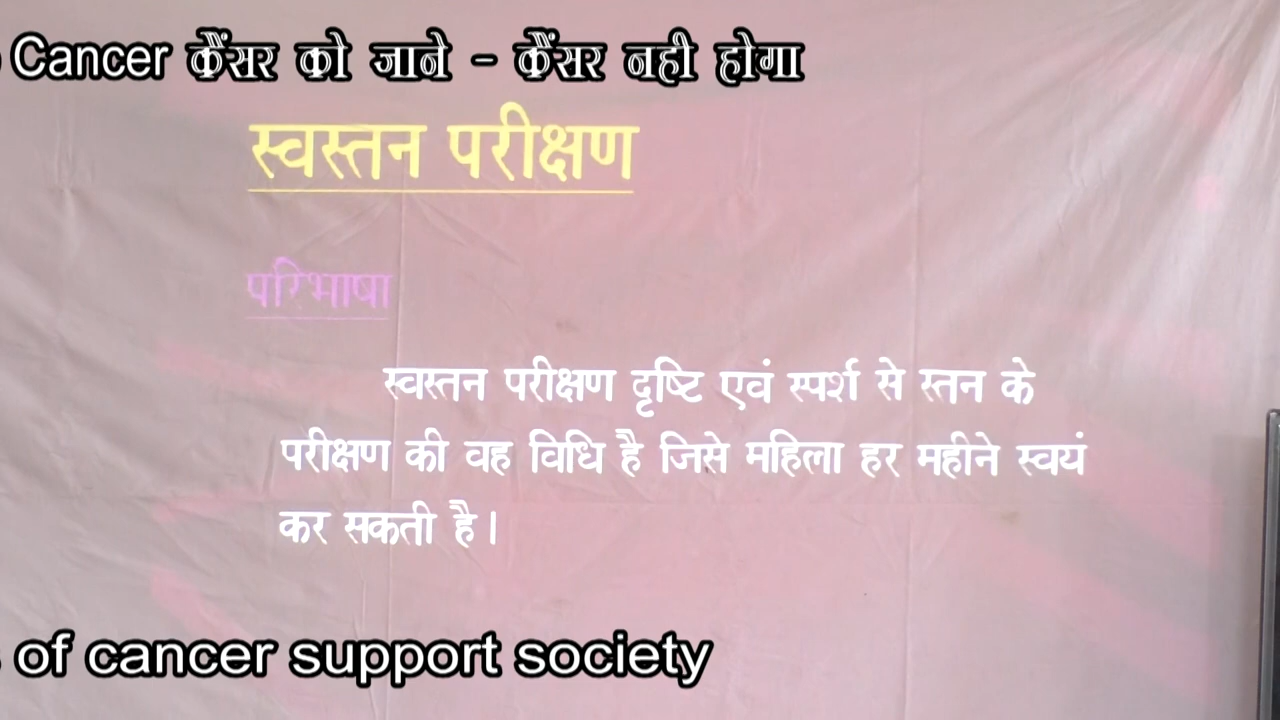 Cancer कैंसर को जाने - कैंसर नही होगा
स्वस्तन परीक्षण
परिभाषा
स्वस्तन परीक्षण दृष्टि एवं स्पर्श से स्तन के
परीक्षण की वह विधि है जिसे महिला हर महीने स्वयं
कर सकती है।
of cancer support society